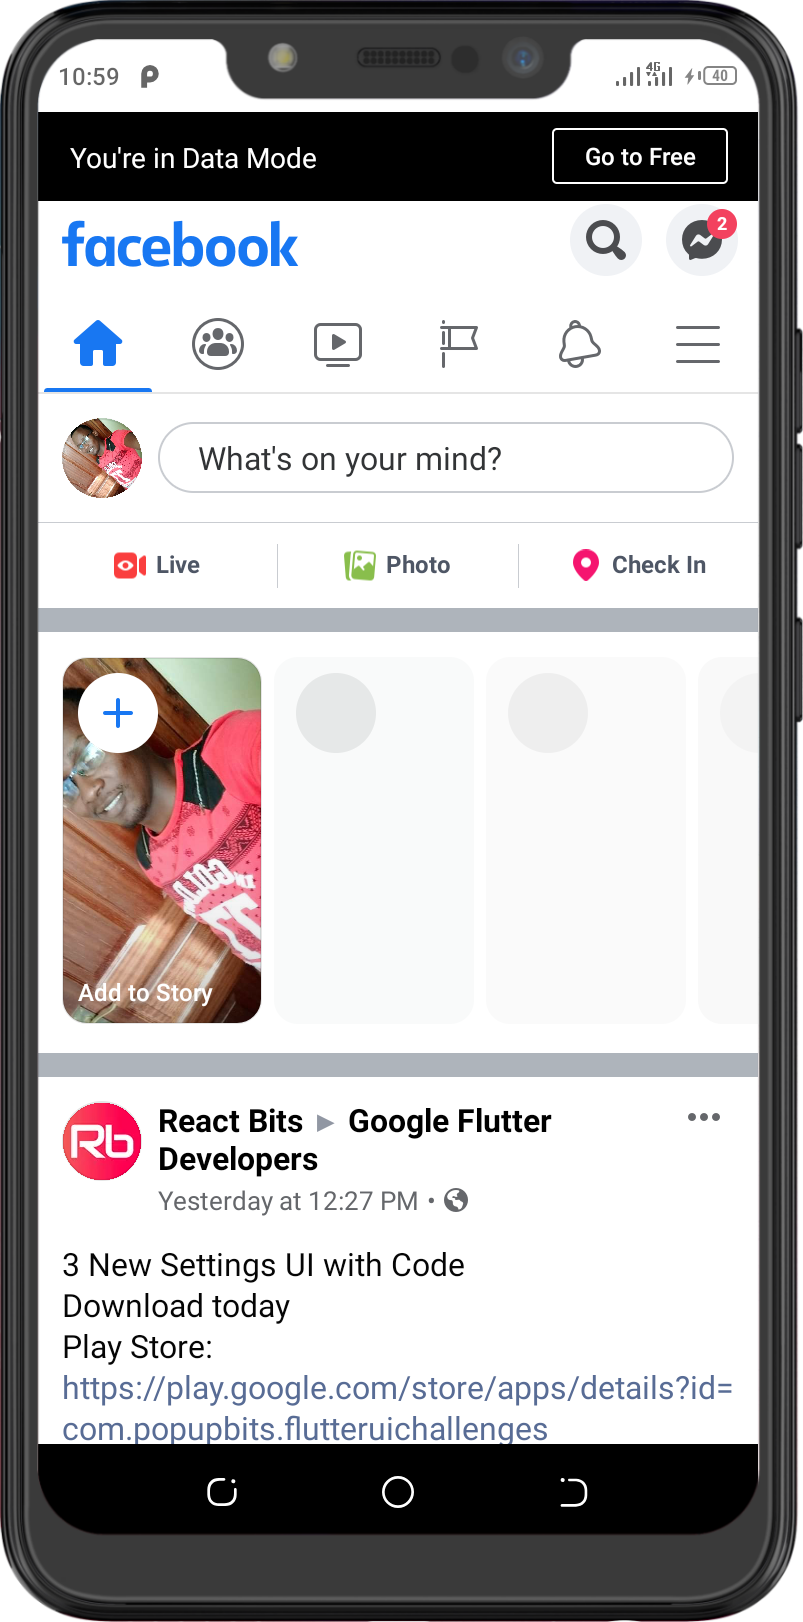 10:59
4G
40
You're in Data Mode
Go to Free
facebook
2
What's on your mind?
Live
Photo
Check In
Add to Story
Rb
React Bits ▸ Google Flutter
Developers
Yesterday at 12:27 PM •
3 New Settings UI with Code
Download today
Play Store:
https://play.google.com/store/apps/details?id=
com.popupbits.flutteruichallenges